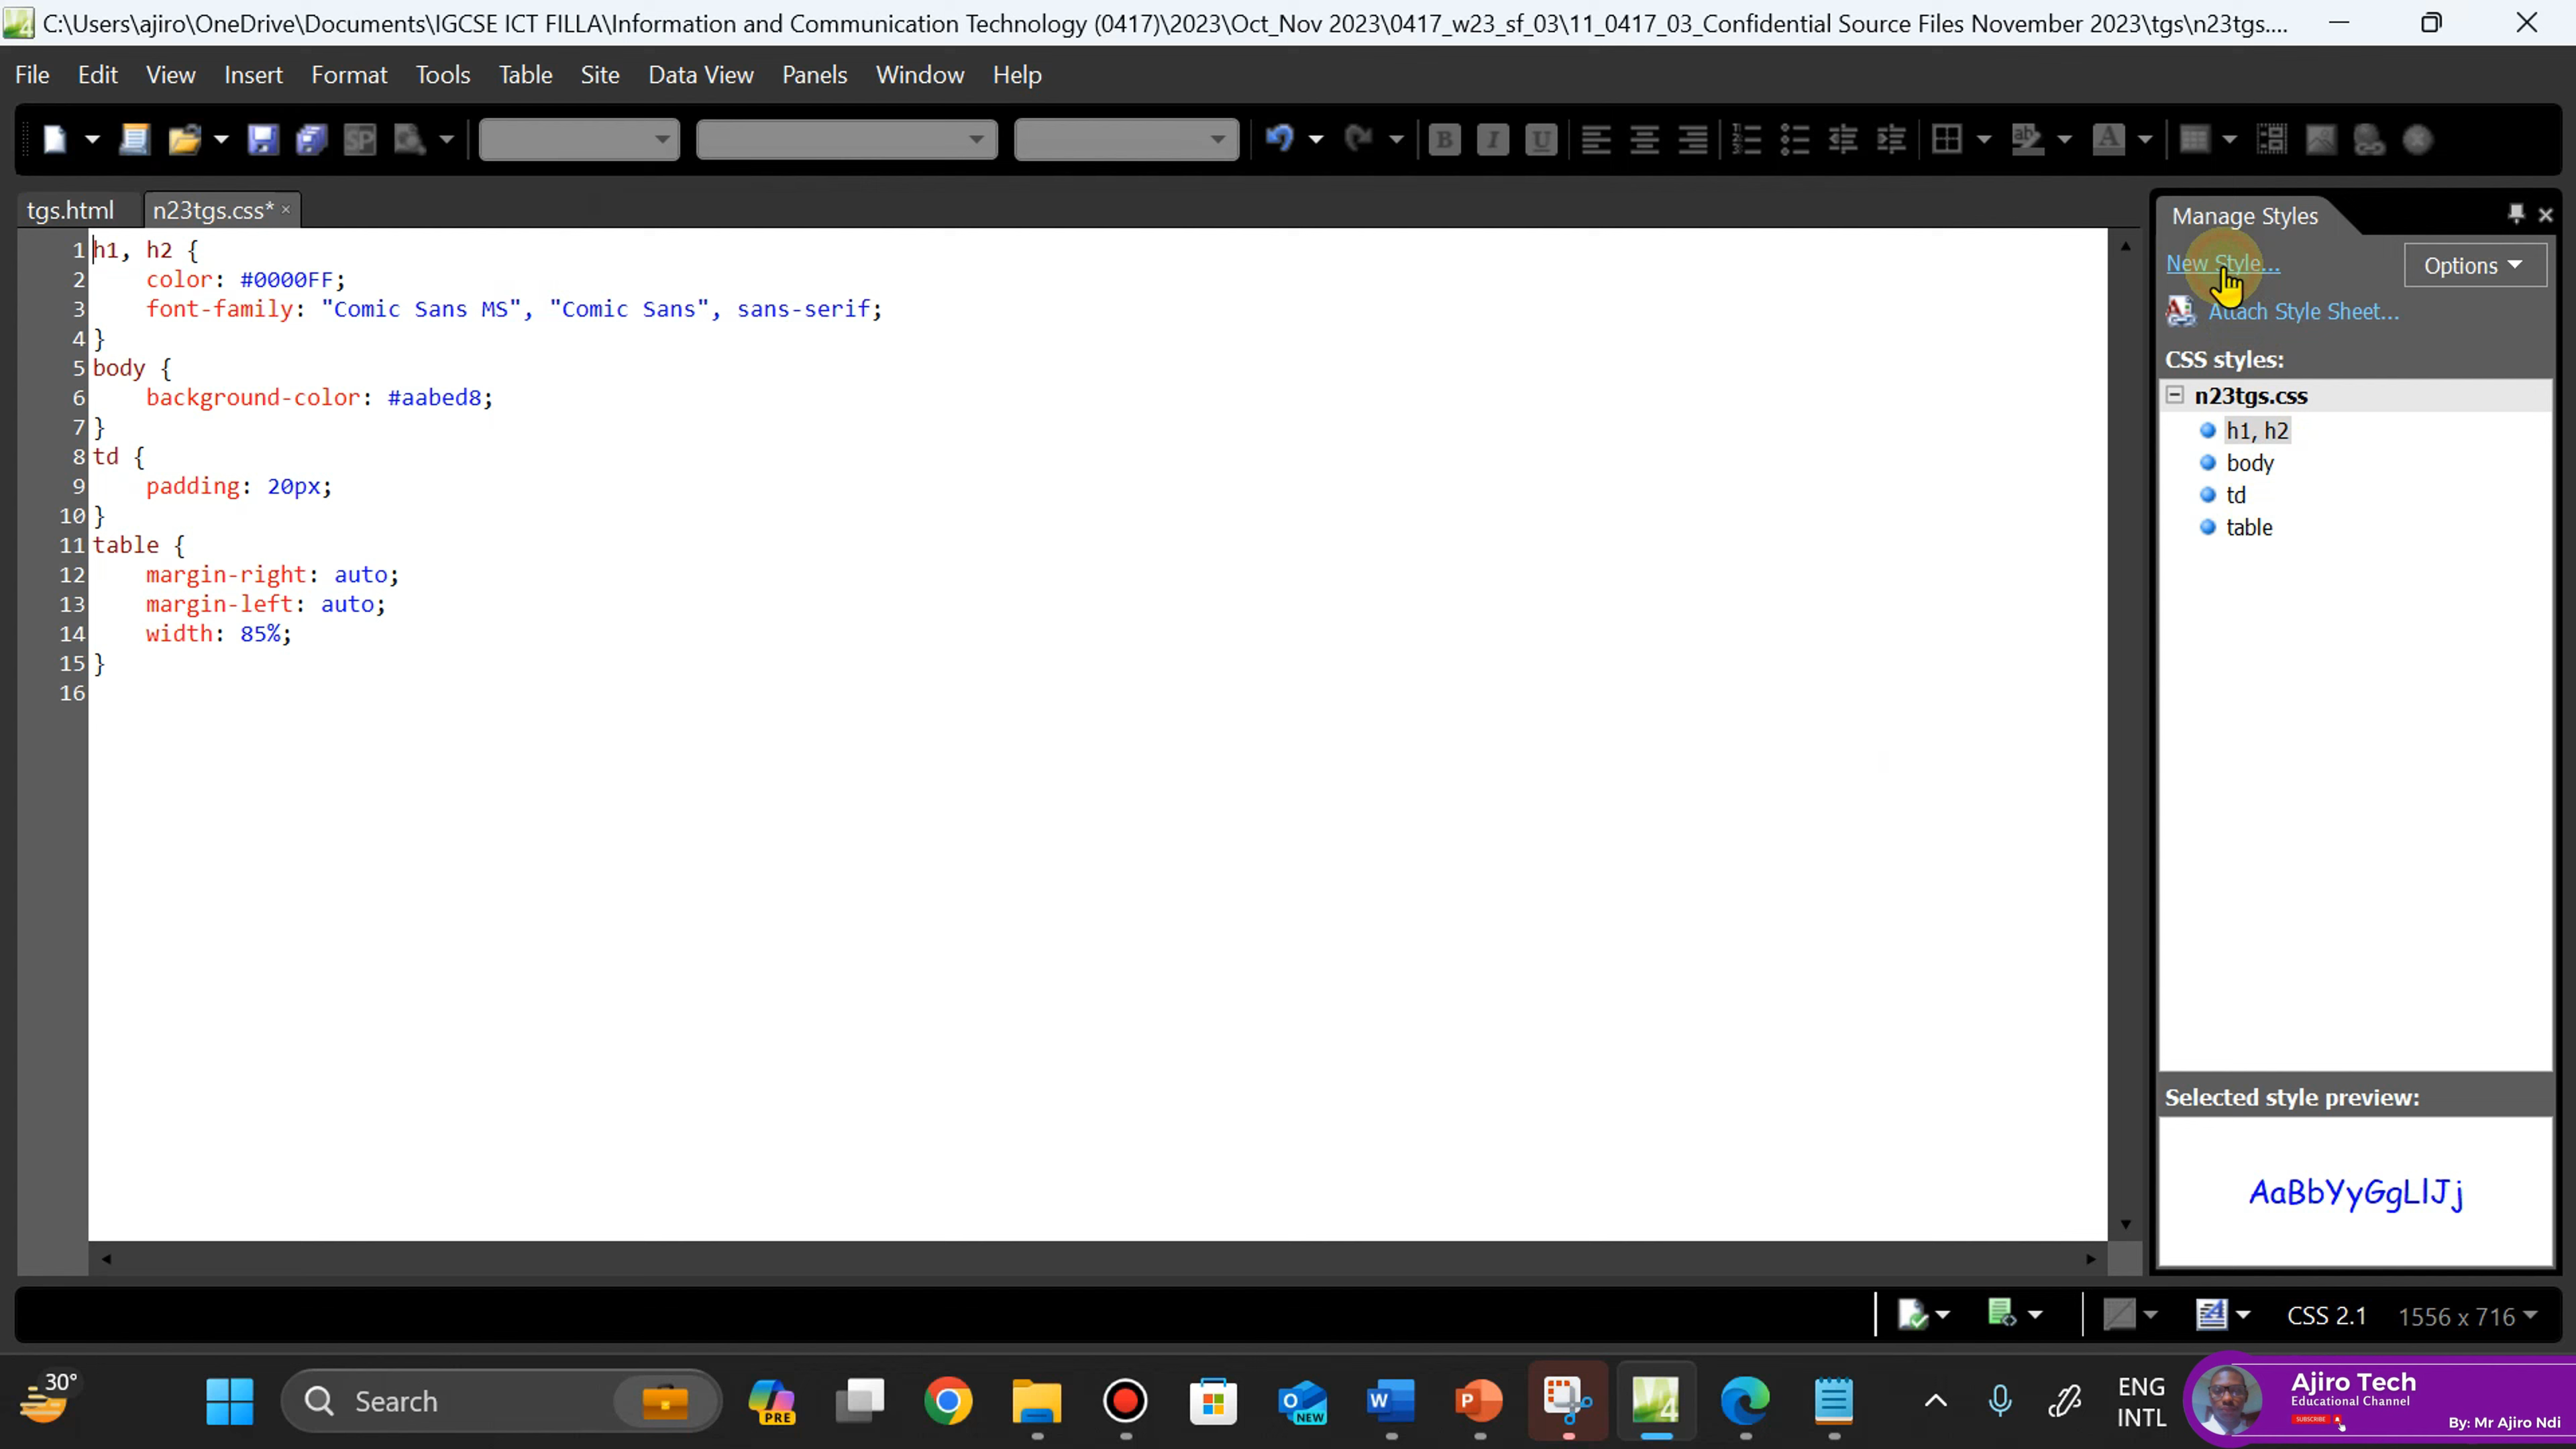 C:\Users\ajiro\OneDrive\Documents\IGCSE ICT FILLA\Information and Communication Technology (0417)\2023\Oct_Nov 2023\0417_w23_sf_03\11_0417_03_Confidential Source Files November 2023\tgs\n23tgs....
File Edit View Insert Format Tools Table Site Data View Panels Window Help
tgs.html n23tgs.css* ×
Manage Styles
New Style... Options
Attach Style Sheet...
CSS styles:
n23tgs.css
h1, h2
body
td
table
1 h1, h2 {
2 color: #0000FF;
3 font-family: "Comic Sans MS", "Comic Sans", sans-serif;
4 }
5 body {
6 background-color: #aabed8;
7 }
8 td {
9 padding: 20px;
10 }
11 table {
12 margin-right: auto;
13 margin-left: auto;
14 width: 85%;
15 }
16
Selected style preview:
AaBbYyGgLlJj
CSS 2.1 1556 x 716
30°
Search
PRE
NEW
ENG
INTL
Ajiro Tech
Educational Channel
SUBSCRIBE
By: Mr Ajiro Ndi